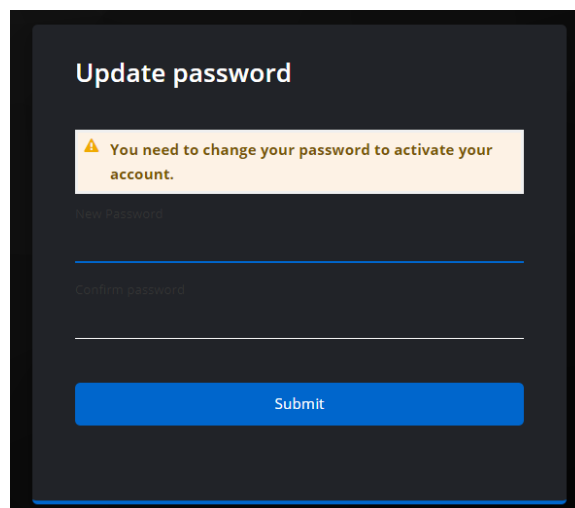 Update password
You need to change your password to activate your
account.
New Password
Confirm password
Submit